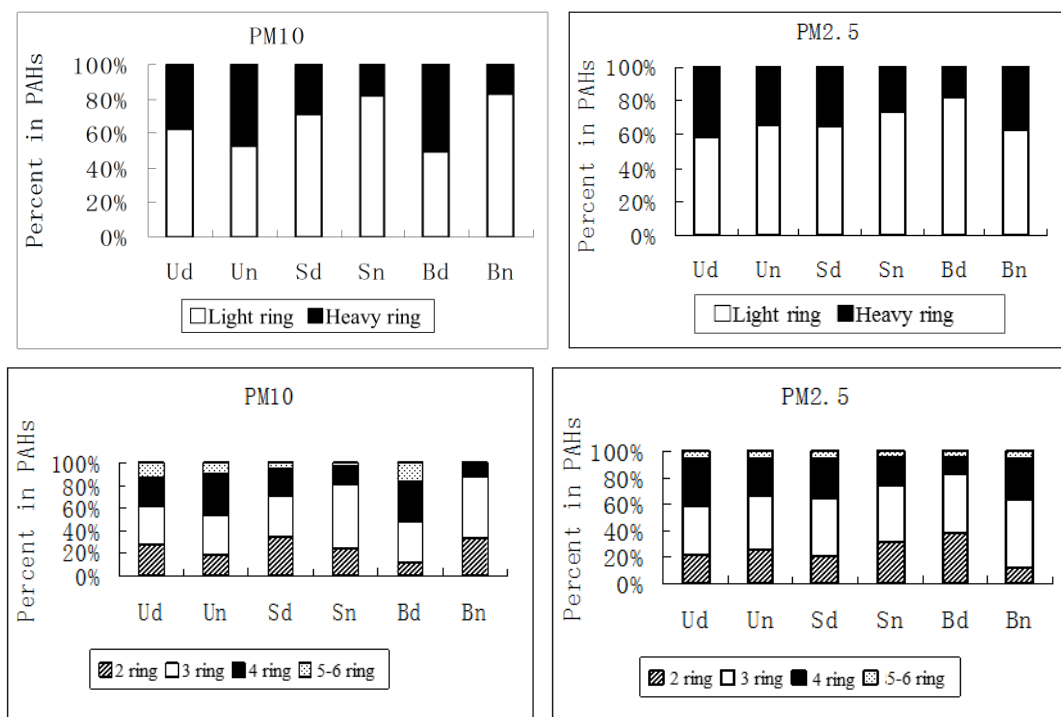 PM10
Percent in PAHs
100%
80%
60%
40%
20%
0%
Ud Un Sd Sn Bd Bn
Light ring Heavy ring
PM2.5
Percent in PAHs
100%
80%
60%
40%
20%
0%
Ud Un Sd Sn Bd Bn
Light ring Heavy ring
PM10
Percent in PAHs
100%
80%
60%
40%
20%
0%
Ud Un Sd Sn Bd Bn
2 ring 3 ring 4 ring 5-6 ring
PM2.5
Percent in PAHs
100%
80%
60%
40%
20%
0%
Ud Un Sd Sn Bd Bn
2 ring 3 ring 4 ring 5-6 ring